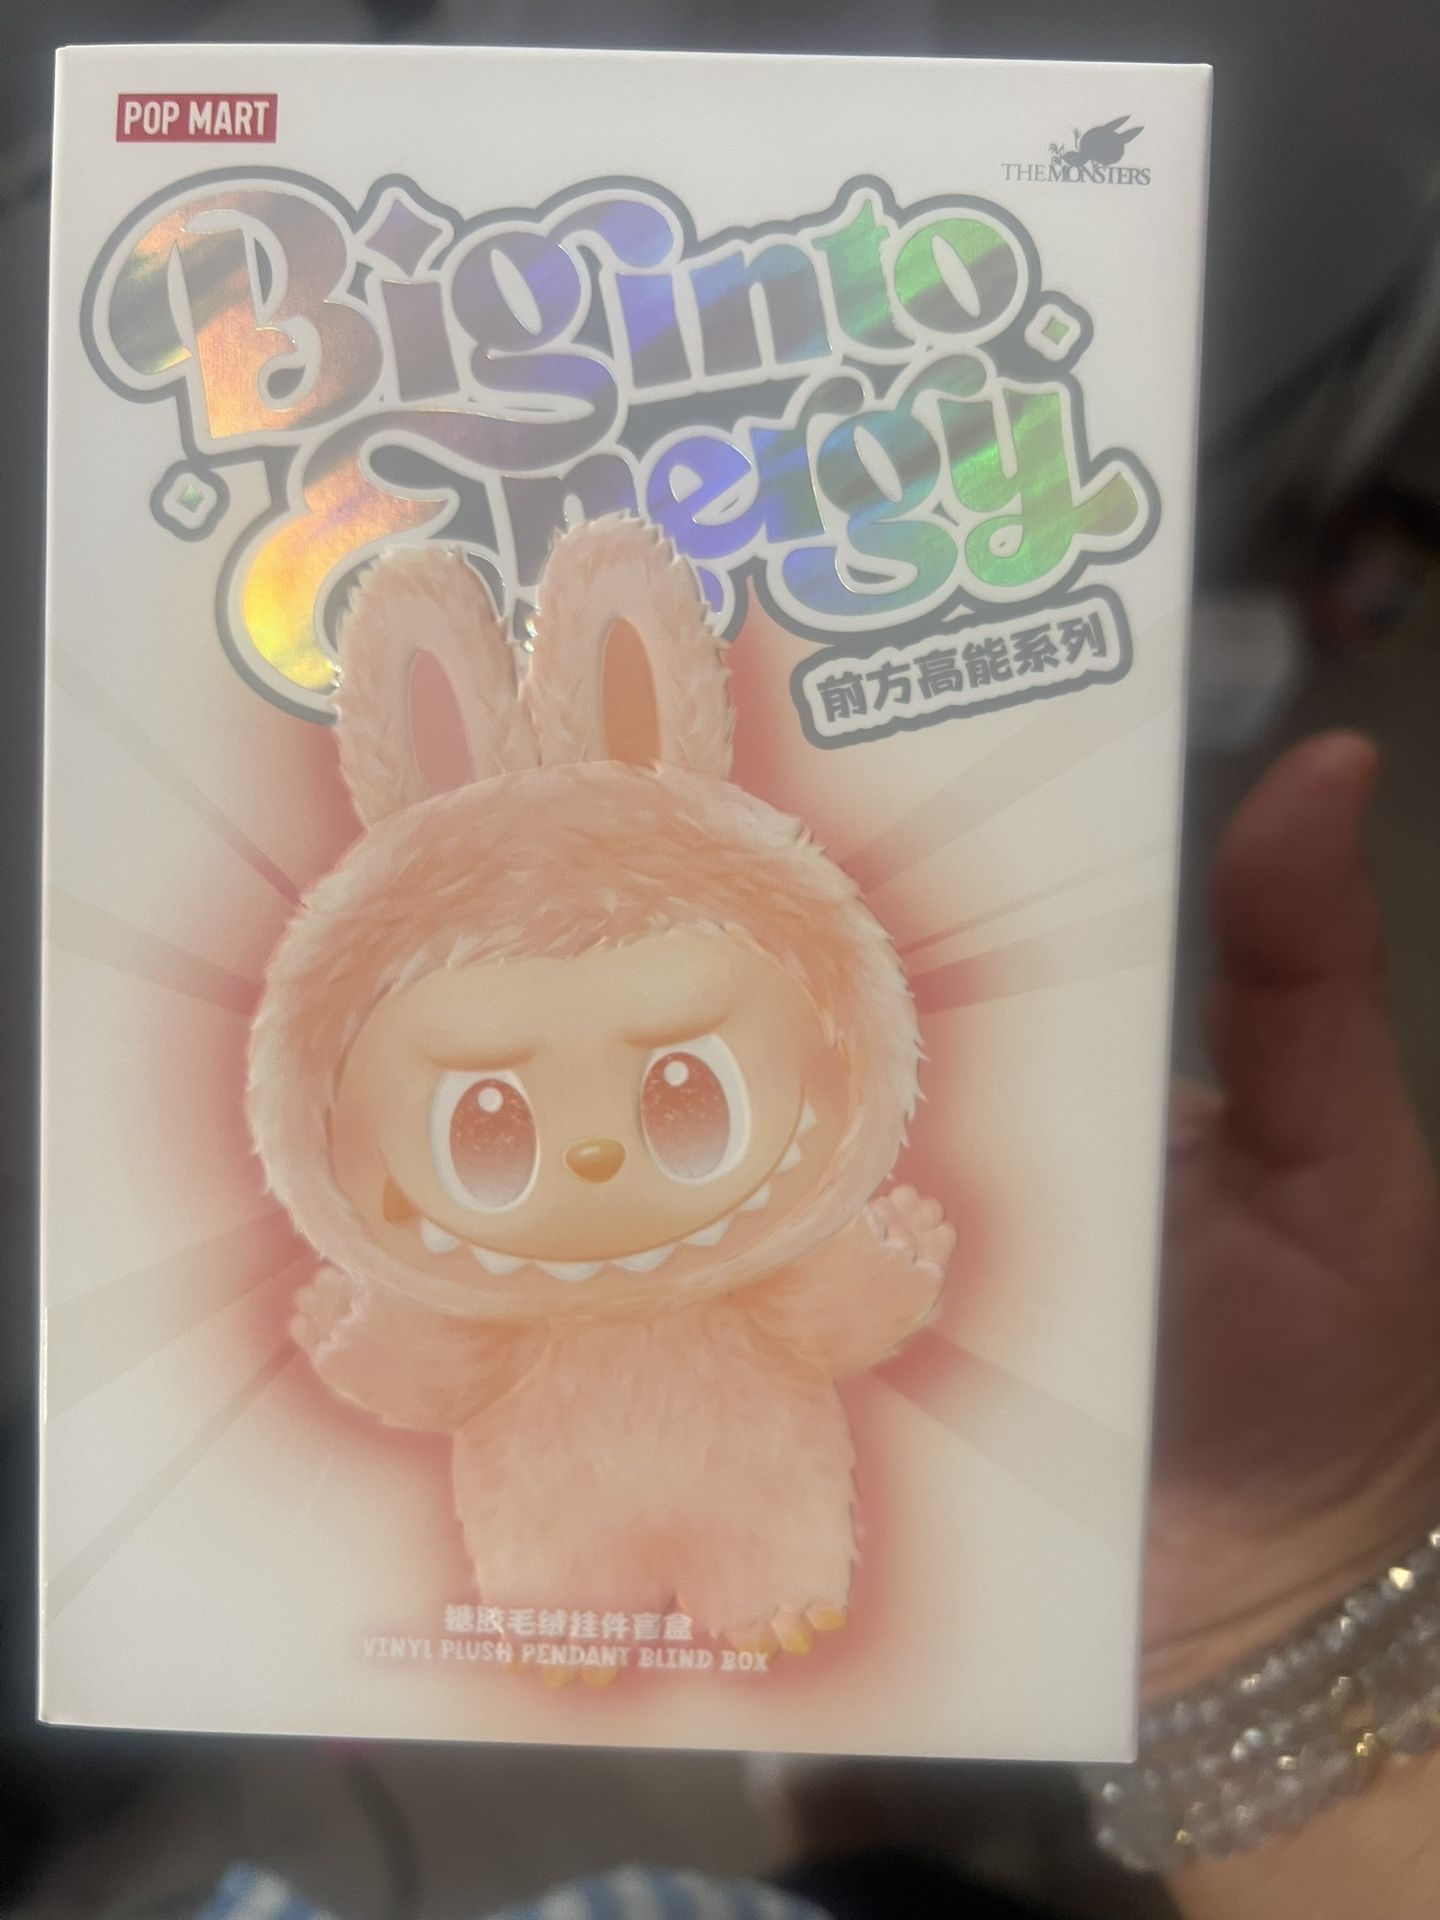 POP MART
THE MONSTERS
Big into
Energy
前方高能系列
搪胶毛绒挂件盲盒
VINYL PLUSH PENDANT BLIND BOX